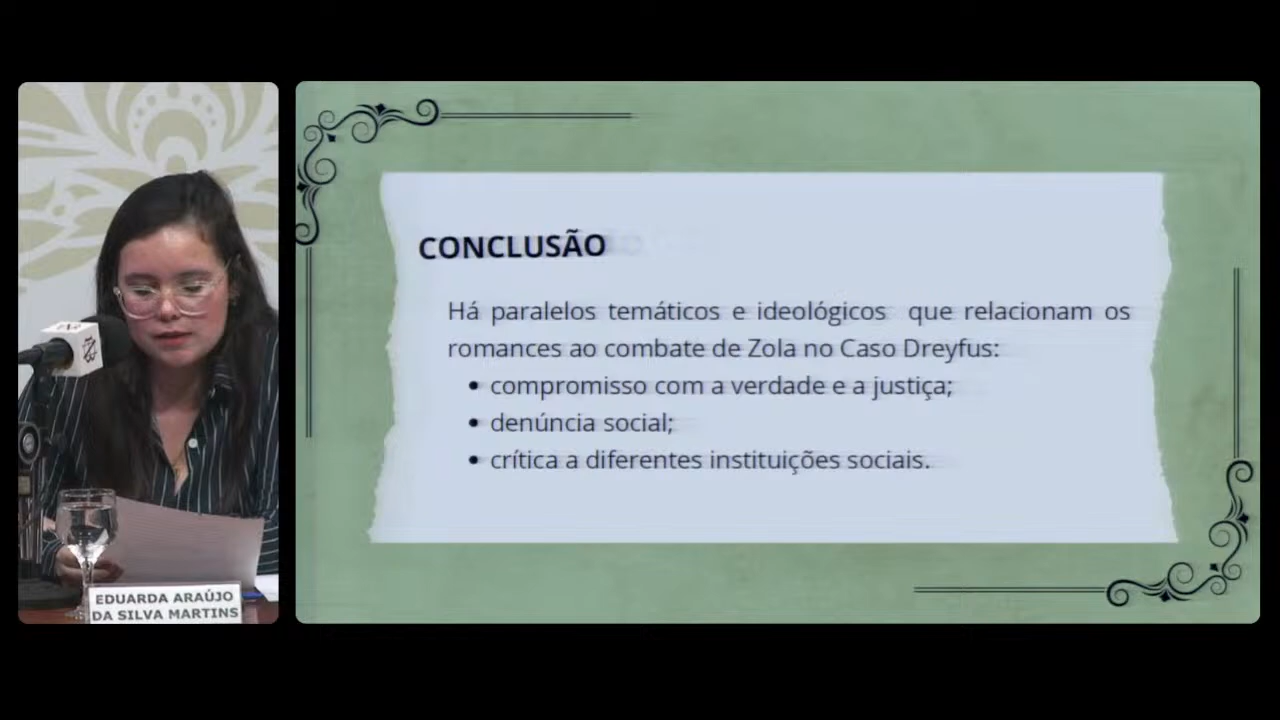 CONCLUSÃO
Há paralelos temáticos e ideológicos que relacionam os
romances ao combate de Zola no Caso Dreyfus:
• compromisso com a verdade e a justiça;
• denúncia social;
• crítica a diferentes instituições sociais.
EDUARDA ARAÚJO
DA SILVA MARTINS